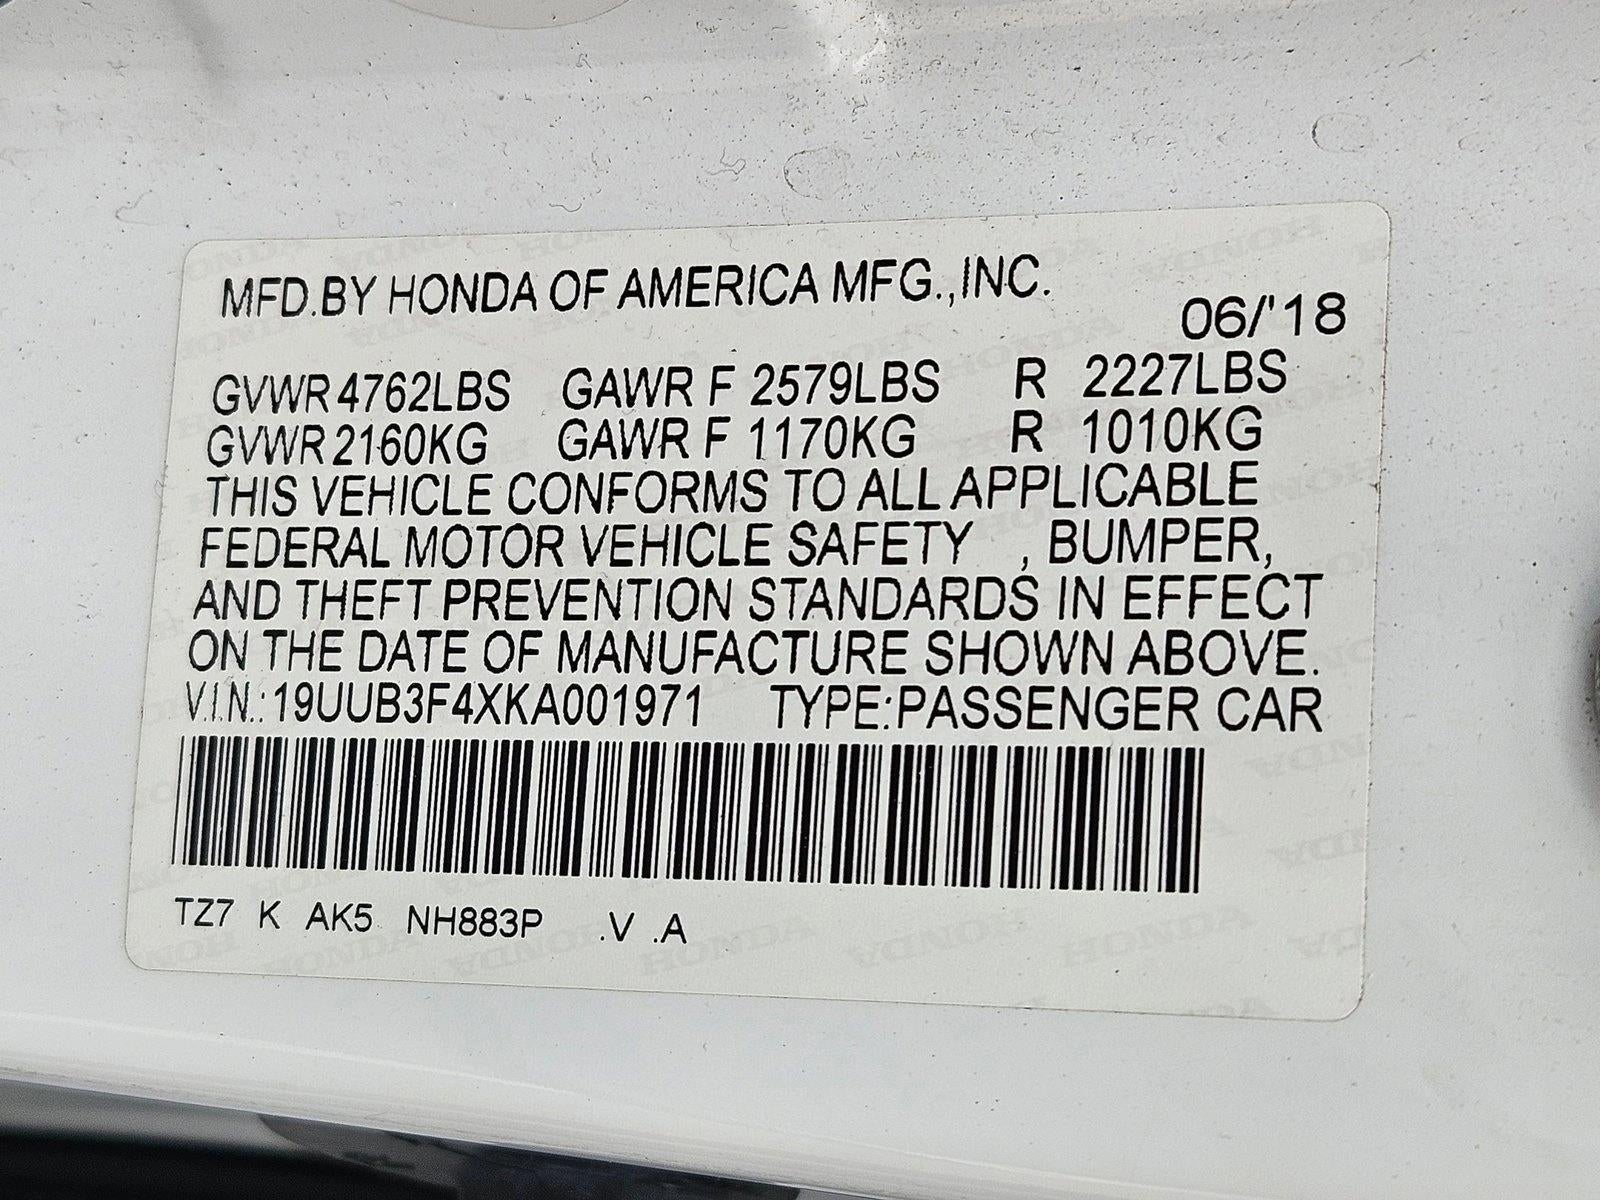 MFD.BY HONDA OF AMERICA MFG.,INC.
06/'18
GVWR 4762LBS GAWR F 2579LBS R 2227LBS
GVWR 2160KG GAWR F 1170KG R 1010KG
THIS VEHICLE CONFORMS TO ALL APPLICABLE
FEDERAL MOTOR VEHICLE SAFETY , BUMPER,
AND THEFT PREVENTION STANDARDS IN EFFECT
ON THE DATE OF MANUFACTURE SHOWN ABOVE.
V.I.N.: 19UUB3F4XKA001971 TYPE:PASSENGER CAR
TZ7 K AK5 NH883P .V .A